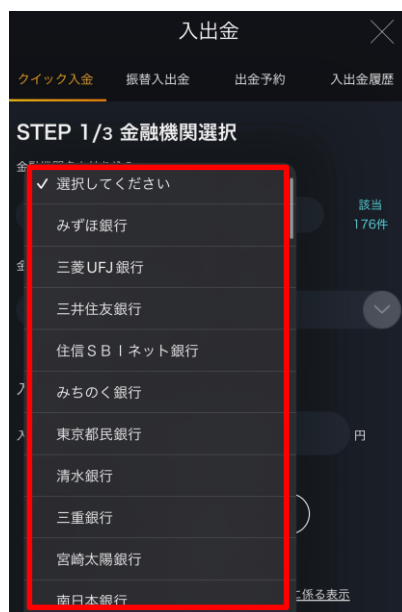 入出金
クイック入金 振替入出金 出金予約 入出金履歴
STEP 1/3 金融機関選択
✓ 選択してください
該当
176件
みずほ銀行
三菱UFJ銀行
三井住友銀行
住信SBIネット銀行
みちのく銀行
東京都民銀行
円
清水銀行
三重銀行
宮崎太陽銀行
南日本銀行
に係る表示